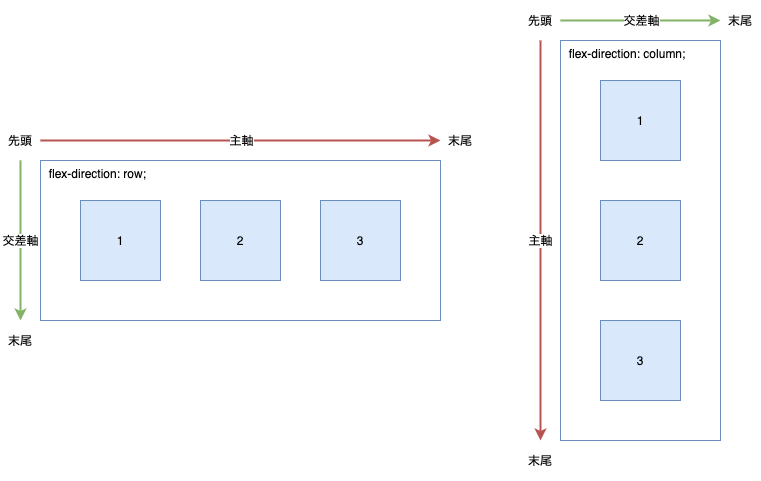 先頭
主軸
末尾
flex-direction: row;
交差軸
1
2
3
末尾
先頭
交差軸
末尾
flex-direction: column;
1
主軸
2
3
末尾